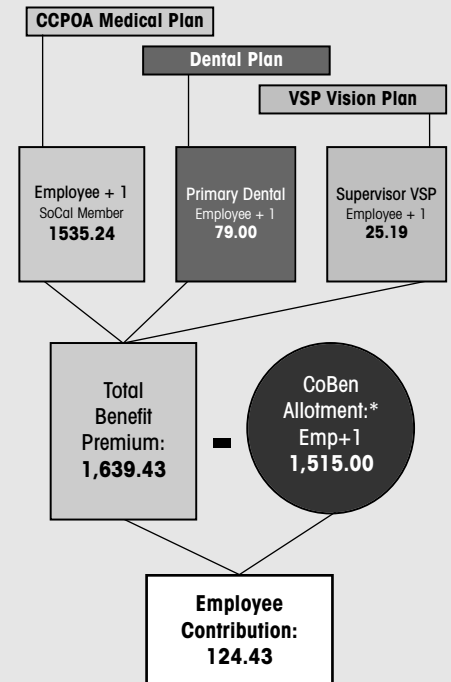 CCPOA Medical Plan
Dental Plan
VSP Vision Plan
Employee + 1
SoCal Member
1535.24
Primary Dental
Employee + 1
79.00
Supervisor VSP
Employee + 1
25.19
Total
Benefit
Premium:
1,639.43
-
CoBen
Allotment:*
Emp+1
1,515.00
Employee
Contribution:
124.43